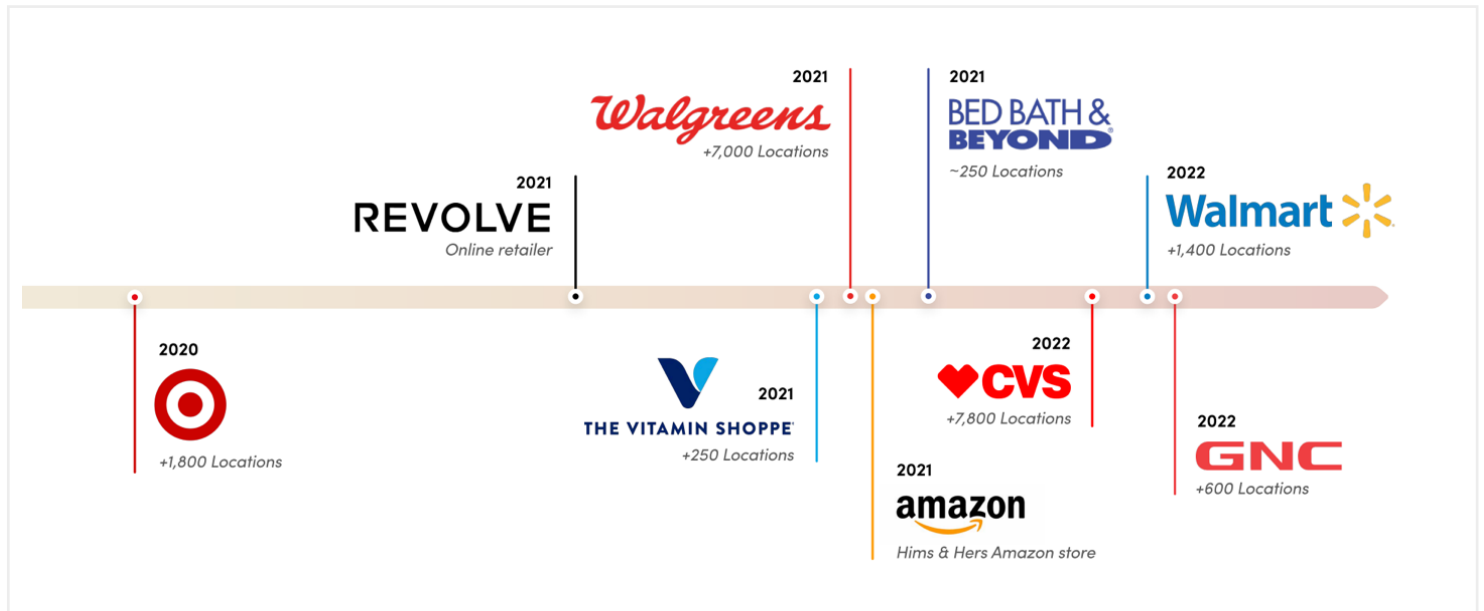 2021
Walgreens
+7,000 Locations
2021
BED BATH &
BEYOND®
~250 Locations
2021
REVOLVE
Online retailer
2022
Walmart
+1,400 Locations
2020
+1,800 Locations
2021
THE VITAMIN SHOPPE
+250 Locations
2021
amazon
Hims & Hers Amazon store
2022
CVS
+7,800 Locations
2022
GNC
+600 Locations